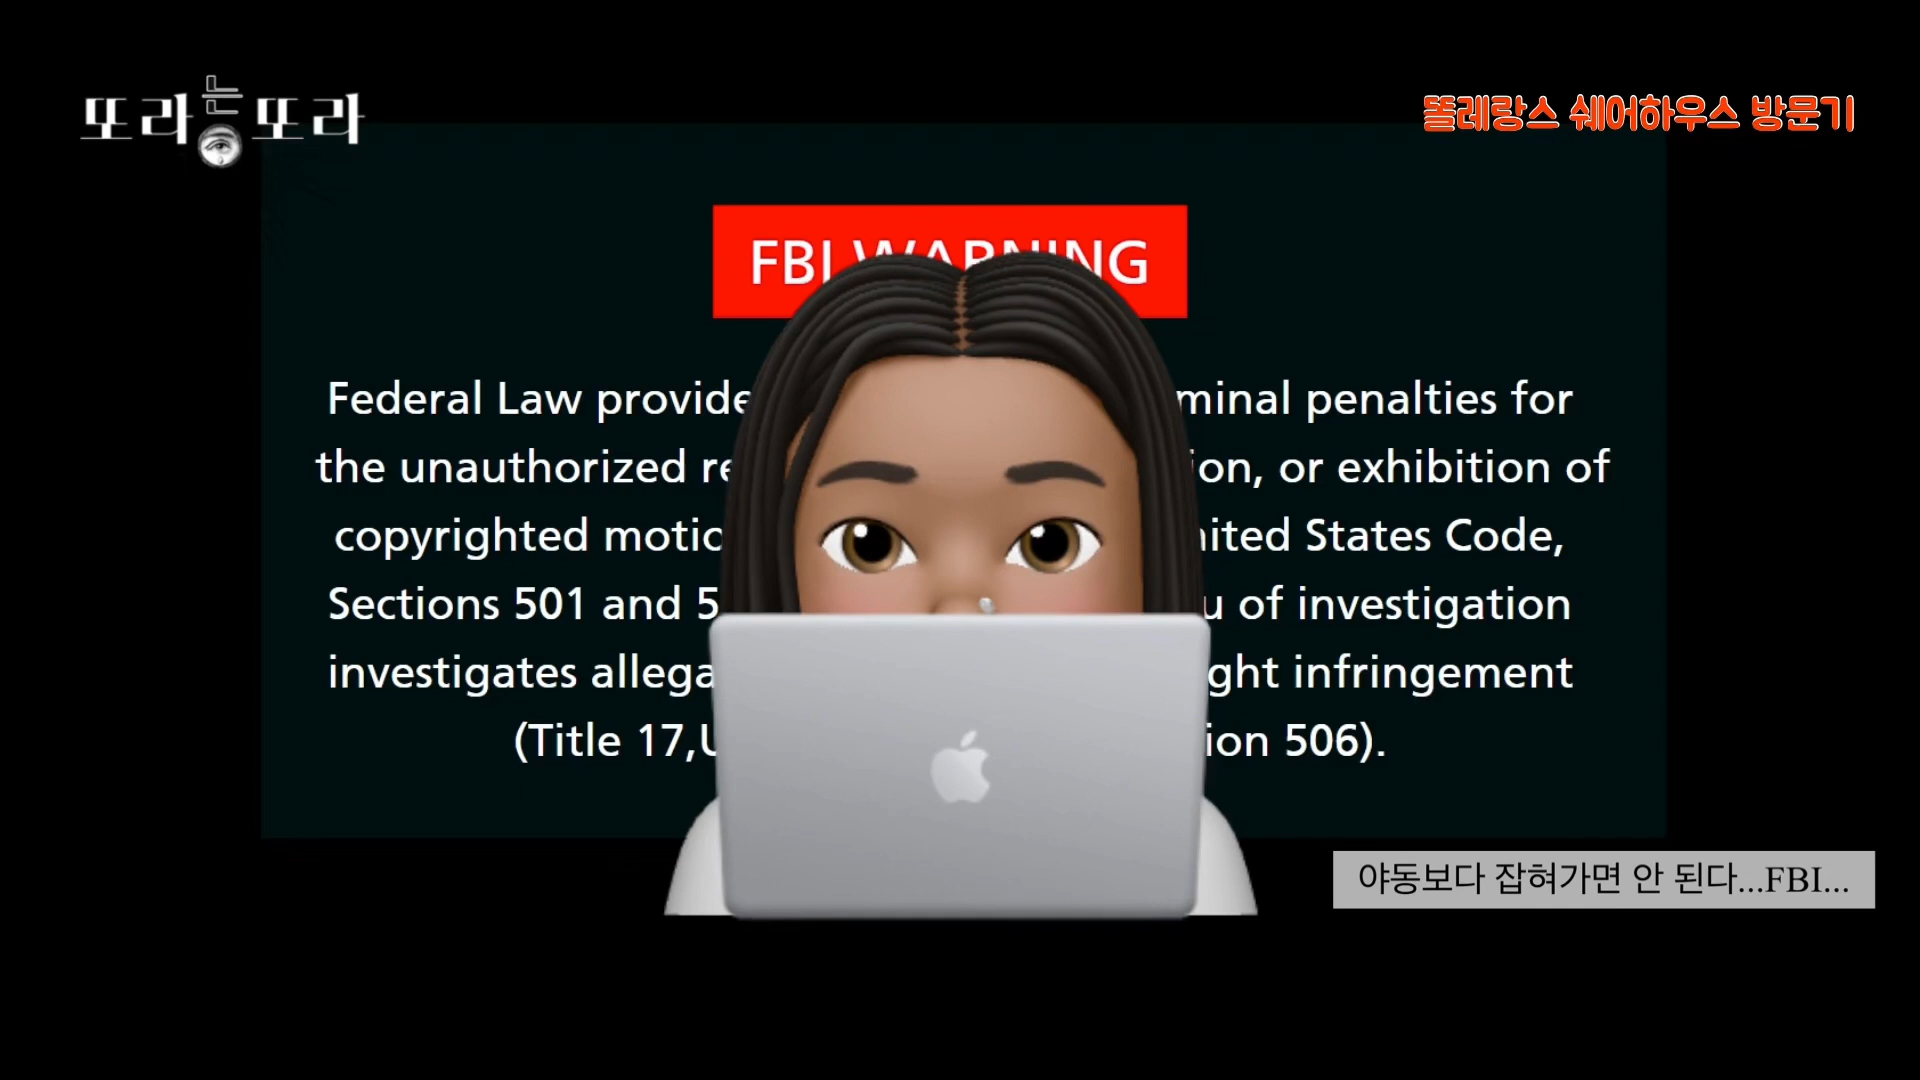 또라는또라
똘레랑스 쉐어하우스 방문기
FBI WARNING
Federal Law provide minal penalties for
the unauthorized re ion, or exhibition of
copyrighted motio nited States Code,
Sections 501 and 5 u of investigation
investigates allega ght infringement
(Title 17,U ion 506).
야동보다 잡혀가면 안 된다...FBI...